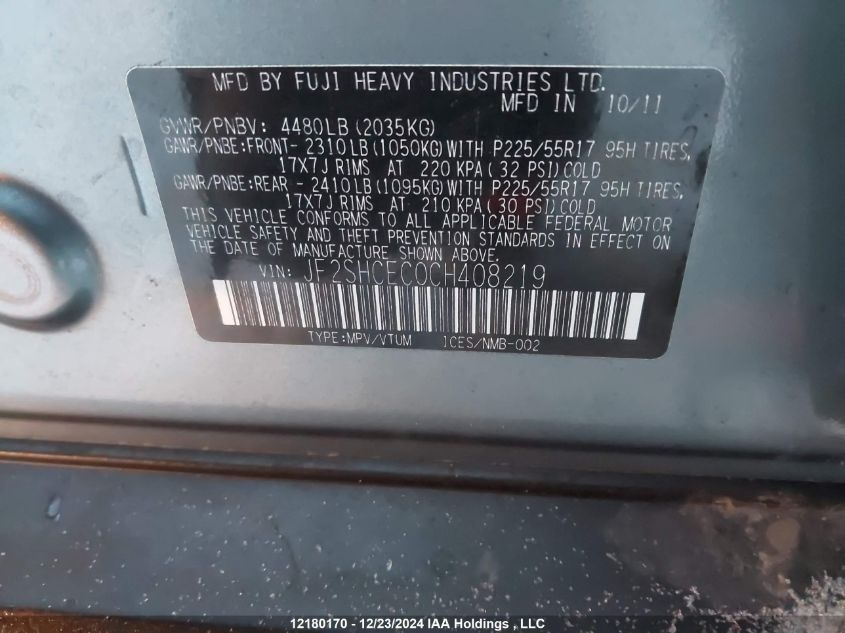 MFD BY FUJI HEAVY INDUSTRIES LTD.
MFD IN 10/11
GVWR/PNBV: 4480LB (2035KG)
GAWR/PNBE:FRONT- 2310LB (1050KG) WITH P225/55R17 95H TIRES,
17X7J RIMS AT 220 KPA (32 PSI) COLD
GAWR/PNBE:REAR - 2410LB (1095KG) WITH P225/55R17 95H TIRES,
17X7J RIMS AT 210 KPA (30 PSI) COLD
THIS VEHICLE CONFORMS TO ALL APPLICABLE FEDERAL MOTOR
VEHICLE SAFETY AND THEFT PREVENTION STANDARDS IN EFFECT ON
THE DATE OF MANUFACTURE SHOWN ABOVE.
VIN: JF2SHCEC0CH408219
TYPE:MPV/VTUM ICES/NMB-002
12180170 - 12/23/2024 IAA Holdings , LLC